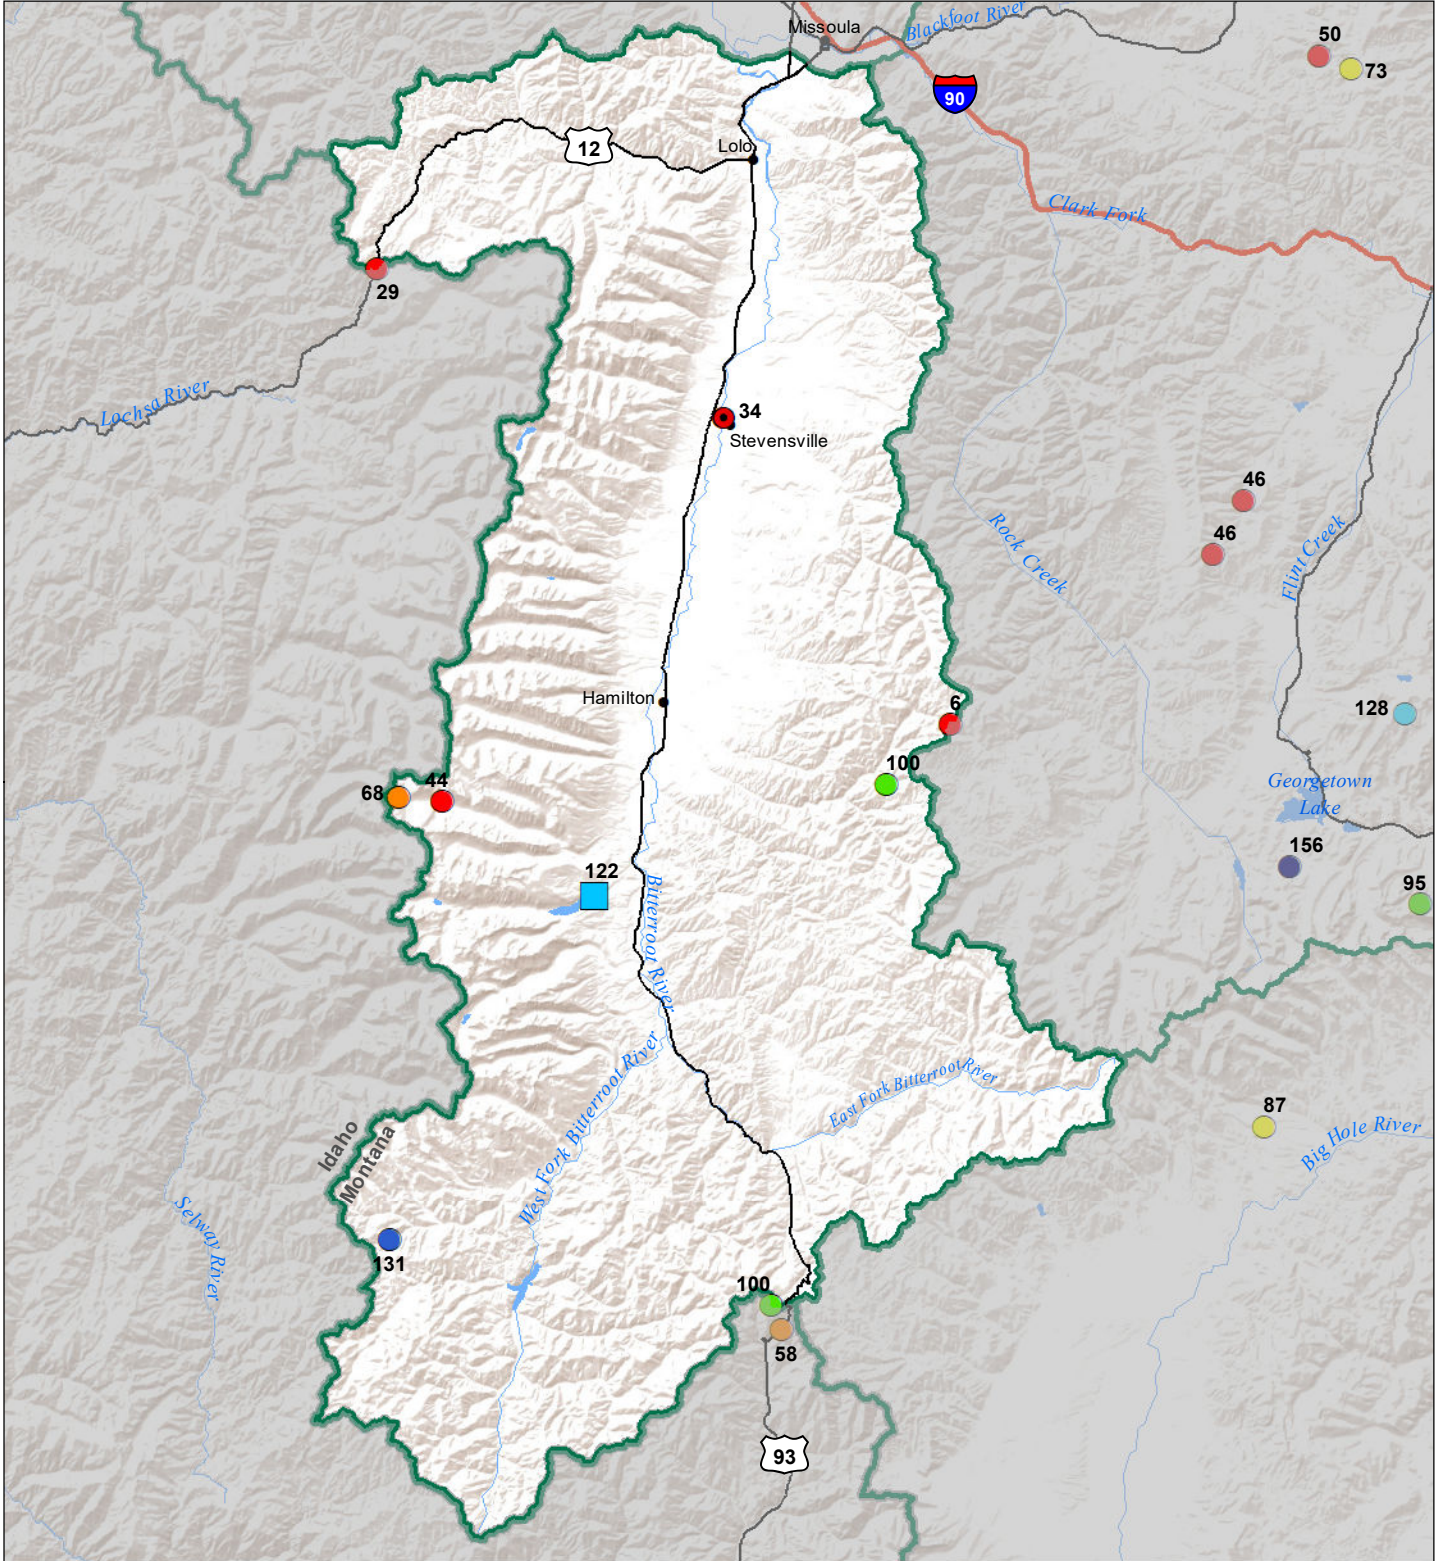 Missoula
Blackfoot River
50
73
90
12
Lolo
Clark Fork
29
Lochsa River
34
Stevensville
46
46
Rock Creek
Flint Creek
Hamilton
6
128
100
68
44
Georgetown
Lake
122
156
95
Bitterroot River
West Fork Bitterroot River
East Fork Bitterroot River
87
Big Hole River
Idaho
Montana
Selway River
131
100
58
93